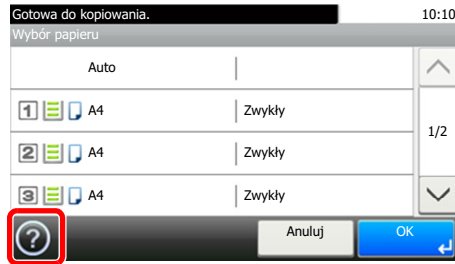 Gotowa do kopiowania. 10:10
Wybór papieru
Auto
1 A4 Zwykły
1/2
2 A4 Zwykły
3 A4 Zwykły
? Anuluj OK